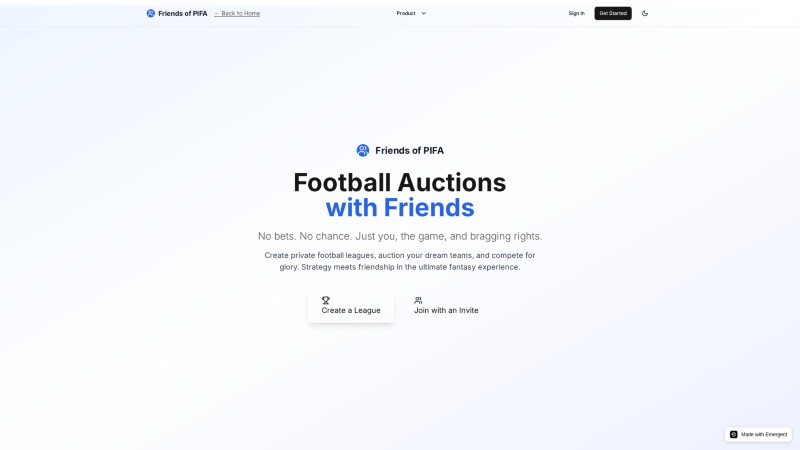 Friends of PIFA
← Back to Home
Product
Sign In
Get Started
Friends of PIFA
Football Auctions
with Friends
No bets. No chance. Just you, the game, and bragging rights.
Create private football leagues, auction your dream teams, and compete for
glory. Strategy meets friendship in the ultimate fantasy experience.
Create a League
Join with an Invite
Made with Emergent